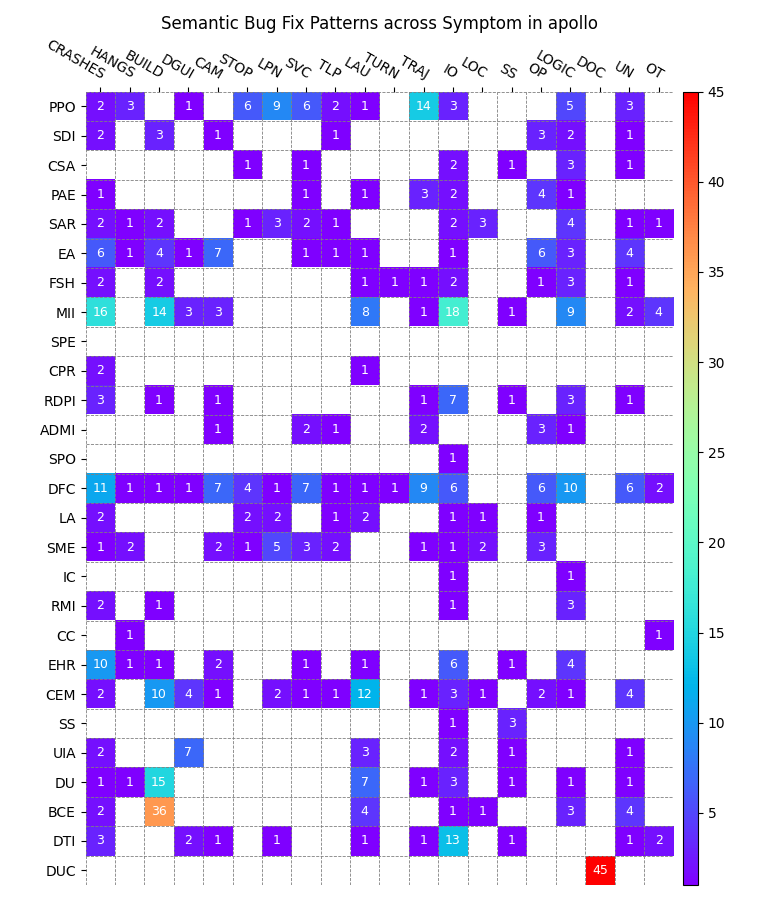 Semantic Bug Fix Patterns across Symptom in apollo
CRASHES HANGS BUILD DGUI CAM STOP LPN SVC TLP LAU TURN TRAJ IO LOC SS OP LOGIC DOC UN OT
PPO 2 3 1 6 9 6 2 1 14 3 5 3
SDI 2 3 1 1 3 2 1
CSA 1 1 2 1 3 1
PAE 1 1 1 3 2 4 1
SAR 2 1 2 1 3 2 1 2 3 4 1 1
EA 6 1 4 1 7 1 1 1 1 6 3 4
FSH 2 2 1 1 1 2 1 3 1
MII 16 14 3 3 8 1 18 1 9 2 4
SPE
CPR 2 1
RDPI 3 1 1 1 7 1 3 1
ADMI 1 2 1 2 3 1
SPO 1
DFC 11 1 1 1 7 4 1 7 1 1 1 9 6 6 10 6 2
LA 2 2 2 1 2 1 1 1
SME 1 2 2 1 5 3 2 1 1 2 3
IC 1 1
RMI 2 1 1 3
CC 1 1
EHR 10 1 1 2 1 1 6 1 4
CEM 2 10 4 1 2 1 1 12 1 3 1 2 1 4
SS 1 3
UIA 2 7 3 2 1 1
DU 1 1 15 7 1 3 1 1 1
BCE 2 36 4 1 1 3 4
DTI 3 2 1 1 1 1 13 1 1 2
DUC 45
45
40
35
30
25
20
15
10
5